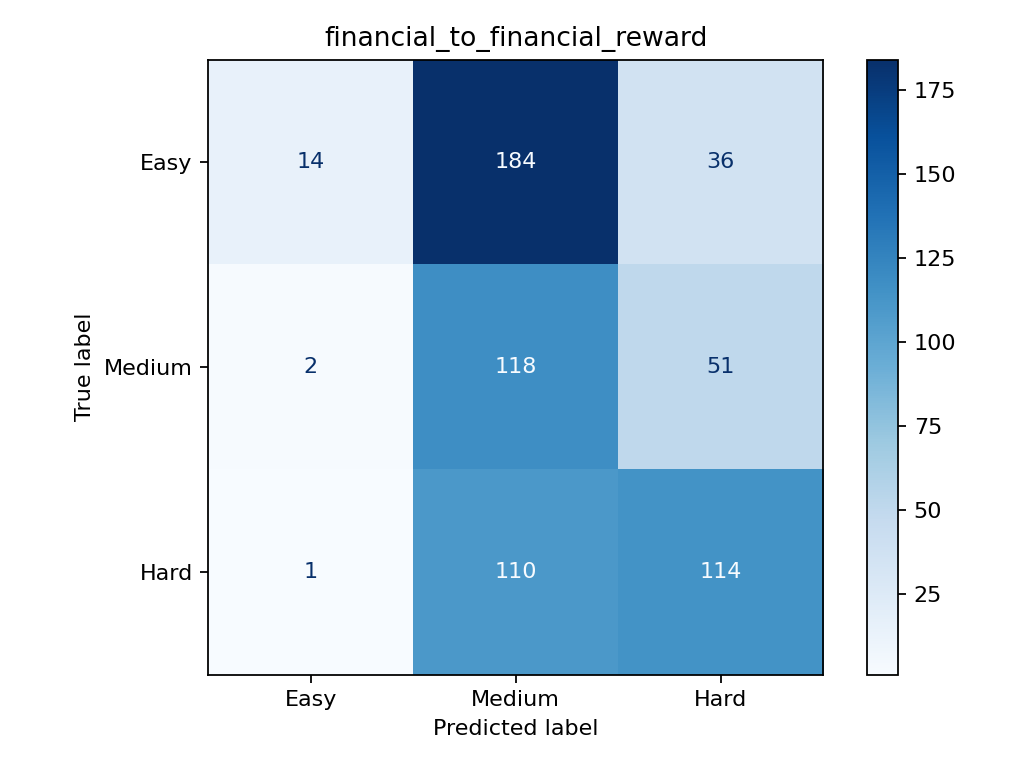 financial_to_financial_reward
Easy 14 184 36
Medium 2 118 51
Hard 1 110 114
Easy Medium Hard
Predicted label
True label
175
150
125
100
75
50
25